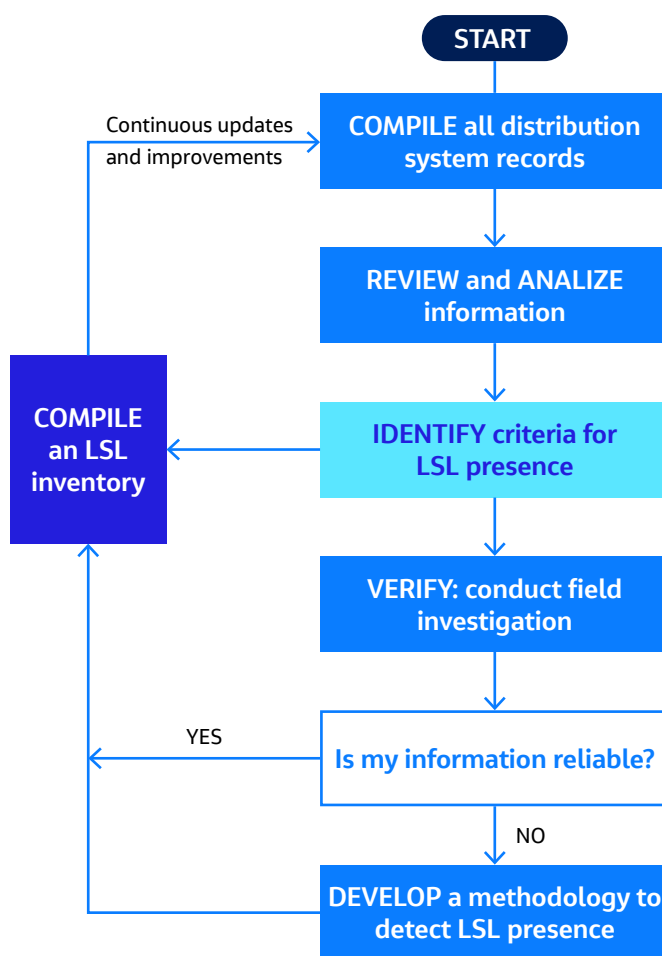 START
Continuous updates
and improvements
COMPILE all distribution
system records
REVIEW and ANALIZE
information
COMPILE
an LSL
inventory
IDENTIFY criteria for
LSL presence
VERIFY: conduct field
investigation
YES
Is my information reliable?
NO
DEVELOP a methodology to
detect LSL presence